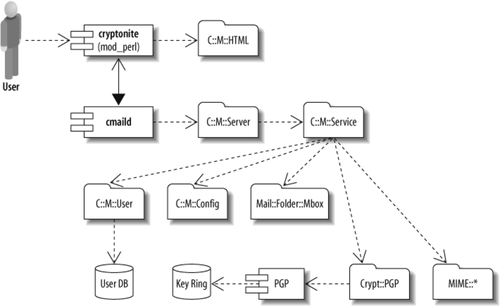 cryptonite
(mod_perl)
C::M::HTML
User
cmaild
C::M::Server
C::M::Service
C::M::User
C::M::Config
Mail::Folder::Mbox
User DB
Key Ring
PGP
Crypt::PGP
MIME::*